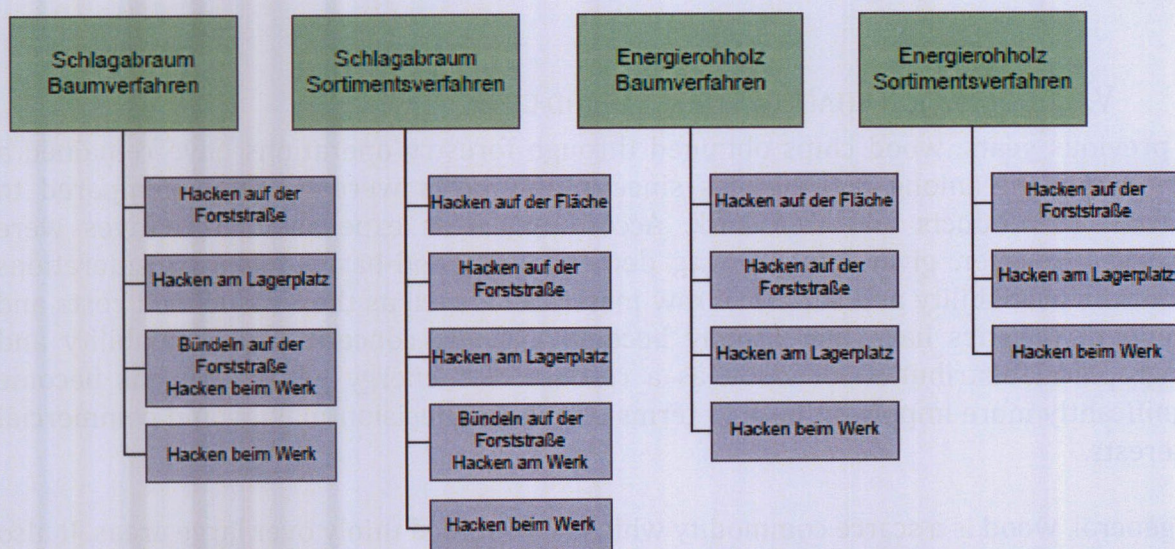 Schlagabraum
Baumverfahren
Hacken auf der
Forststraße
Hacken am Lagerplatz
Bündeln auf der
Forststraße
Hacken beim Werk
Hacken beim Werk
Schlagabraum
Sortimentsverfahren
Hacken auf der Fläche
Hacken auf der
Forststraße
Hacken am Lagerplatz
Bündeln auf der
Forststraße
Hacken am Werk
Hacken beim Werk
Energierohholz
Baumverfahren
Hacken auf der Fläche
Hacken auf der
Forststraße
Hacken am Lagerplatz
Hacken beim Werk
Energierohholz
Sortimentsverfahren
Hacken auf der
Forststraße
Hacken am Lagerplatz
Hacken beim Werk